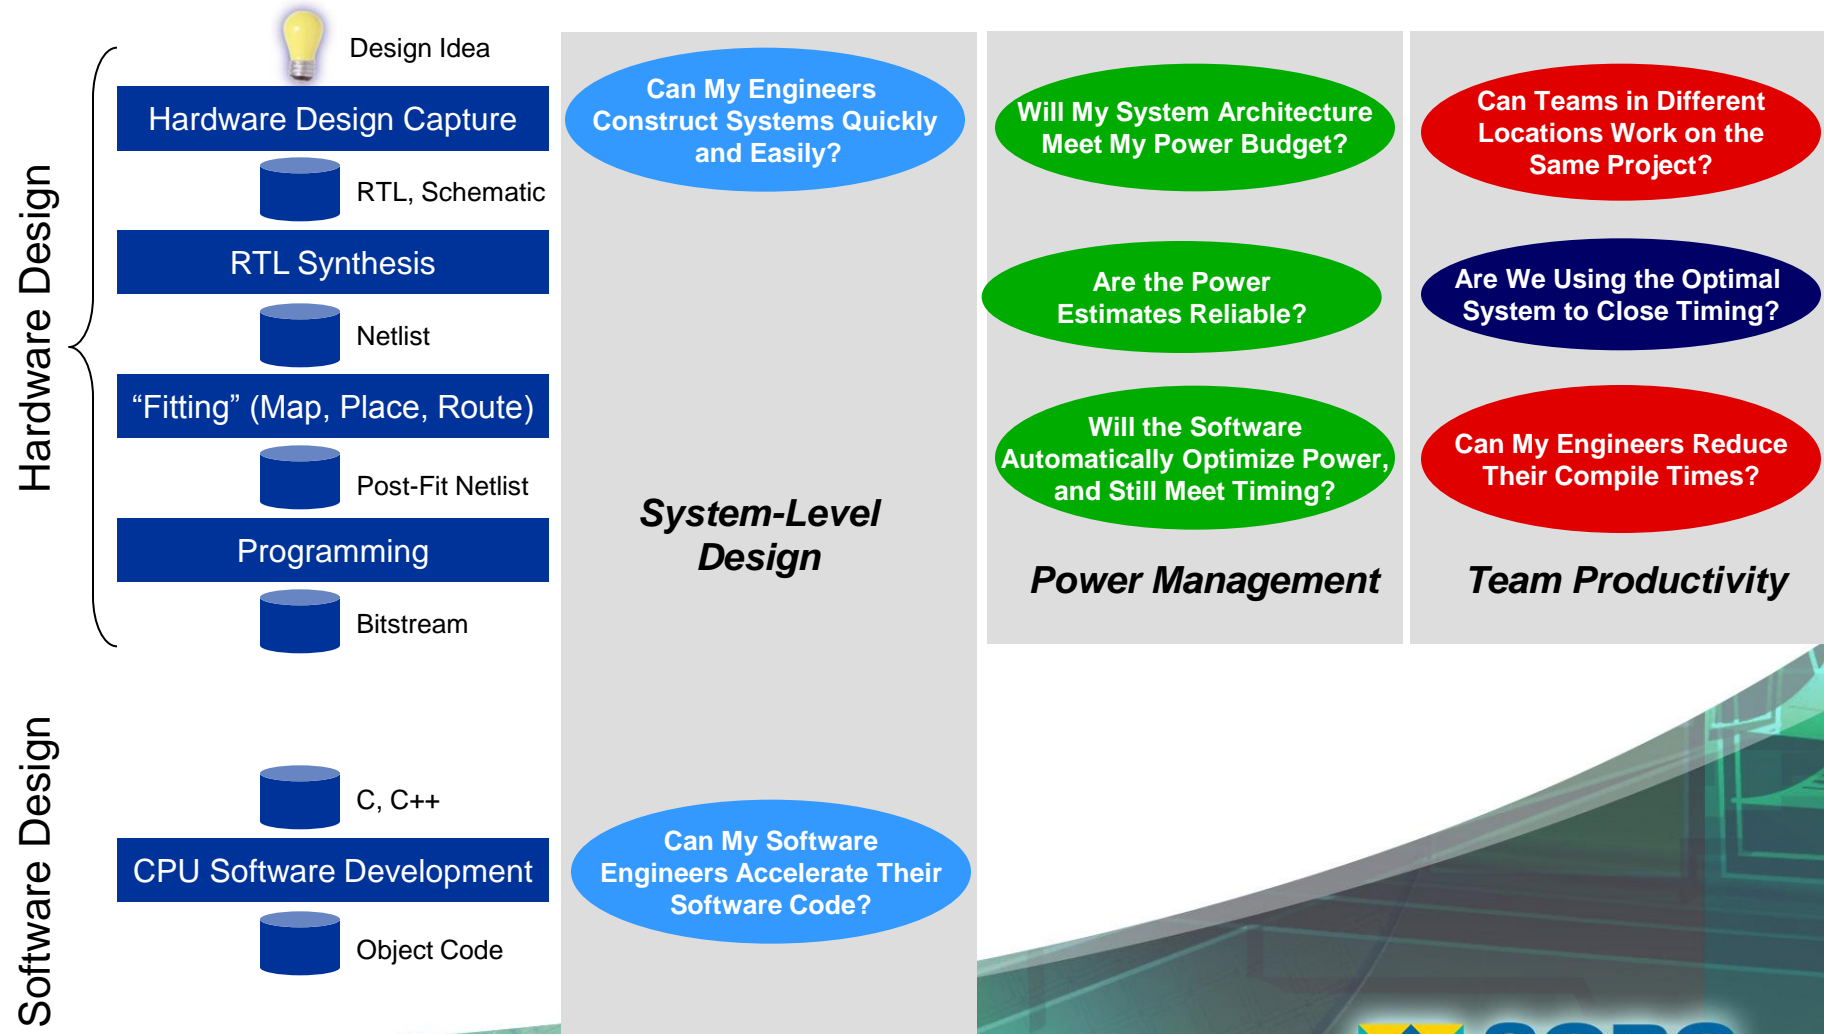 Design Idea
Hardware Design Capture
RTL, Schematic
RTL Synthesis
Netlist
“Fitting” (Map, Place, Route)
Post-Fit Netlist
Programming
Bitstream
Hardware Design
C, C++
CPU Software Development
Object Code
Software Design
Can My Engineers
Construct Systems Quickly
and Easily?
System-Level
Design
Can My Software
Engineers Accelerate Their
Software Code?
Will My System Architecture
Meet My Power Budget?
Are the Power
Estimates Reliable?
Will the Software
Automatically Optimize Power,
and Still Meet Timing?
Power Management
Can Teams in Different
Locations Work on the
Same Project?
Are We Using the Optimal
System to Close Timing?
Can My Engineers Reduce
Their Compile Times?
Team Productivity